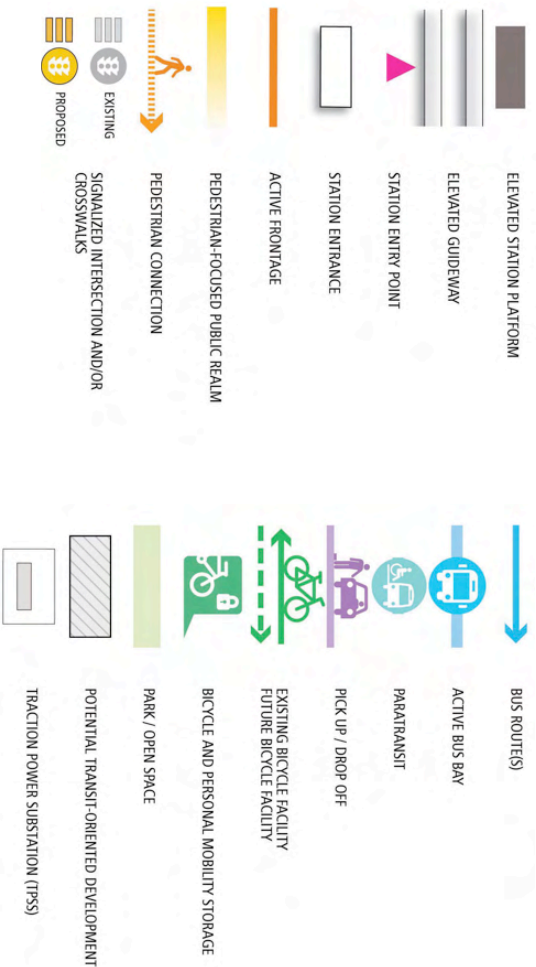 ELEVATED STATION PLATFORM
ELEVATED GUIDEWAY
STATION ENTRY POINT
STATION ENTRANCE
ACTIVE FRONTAGE
PEDESTRIAN-FOCUSED PUBLIC REALM
PEDESTRIAN CONNECTION
EXISTING
PROPOSED
SIGNALIZED INTERSECTION AND/OR
CROSSWALKS
BUS ROUTE(S)
ACTIVE BUS BAY
PARATRANSIT
PICK UP / DROP OFF
EXISTING BICYCLE FACILITY
FUTURE BICYCLE FACILITY
BICYCLE AND PERSONAL MOBILITY STORAGE
PARK / OPEN SPACE
POTENTIAL TRANSIT-ORIENTED DEVELOPMENT
TRACTION POWER SUBSTATION (TPSS)